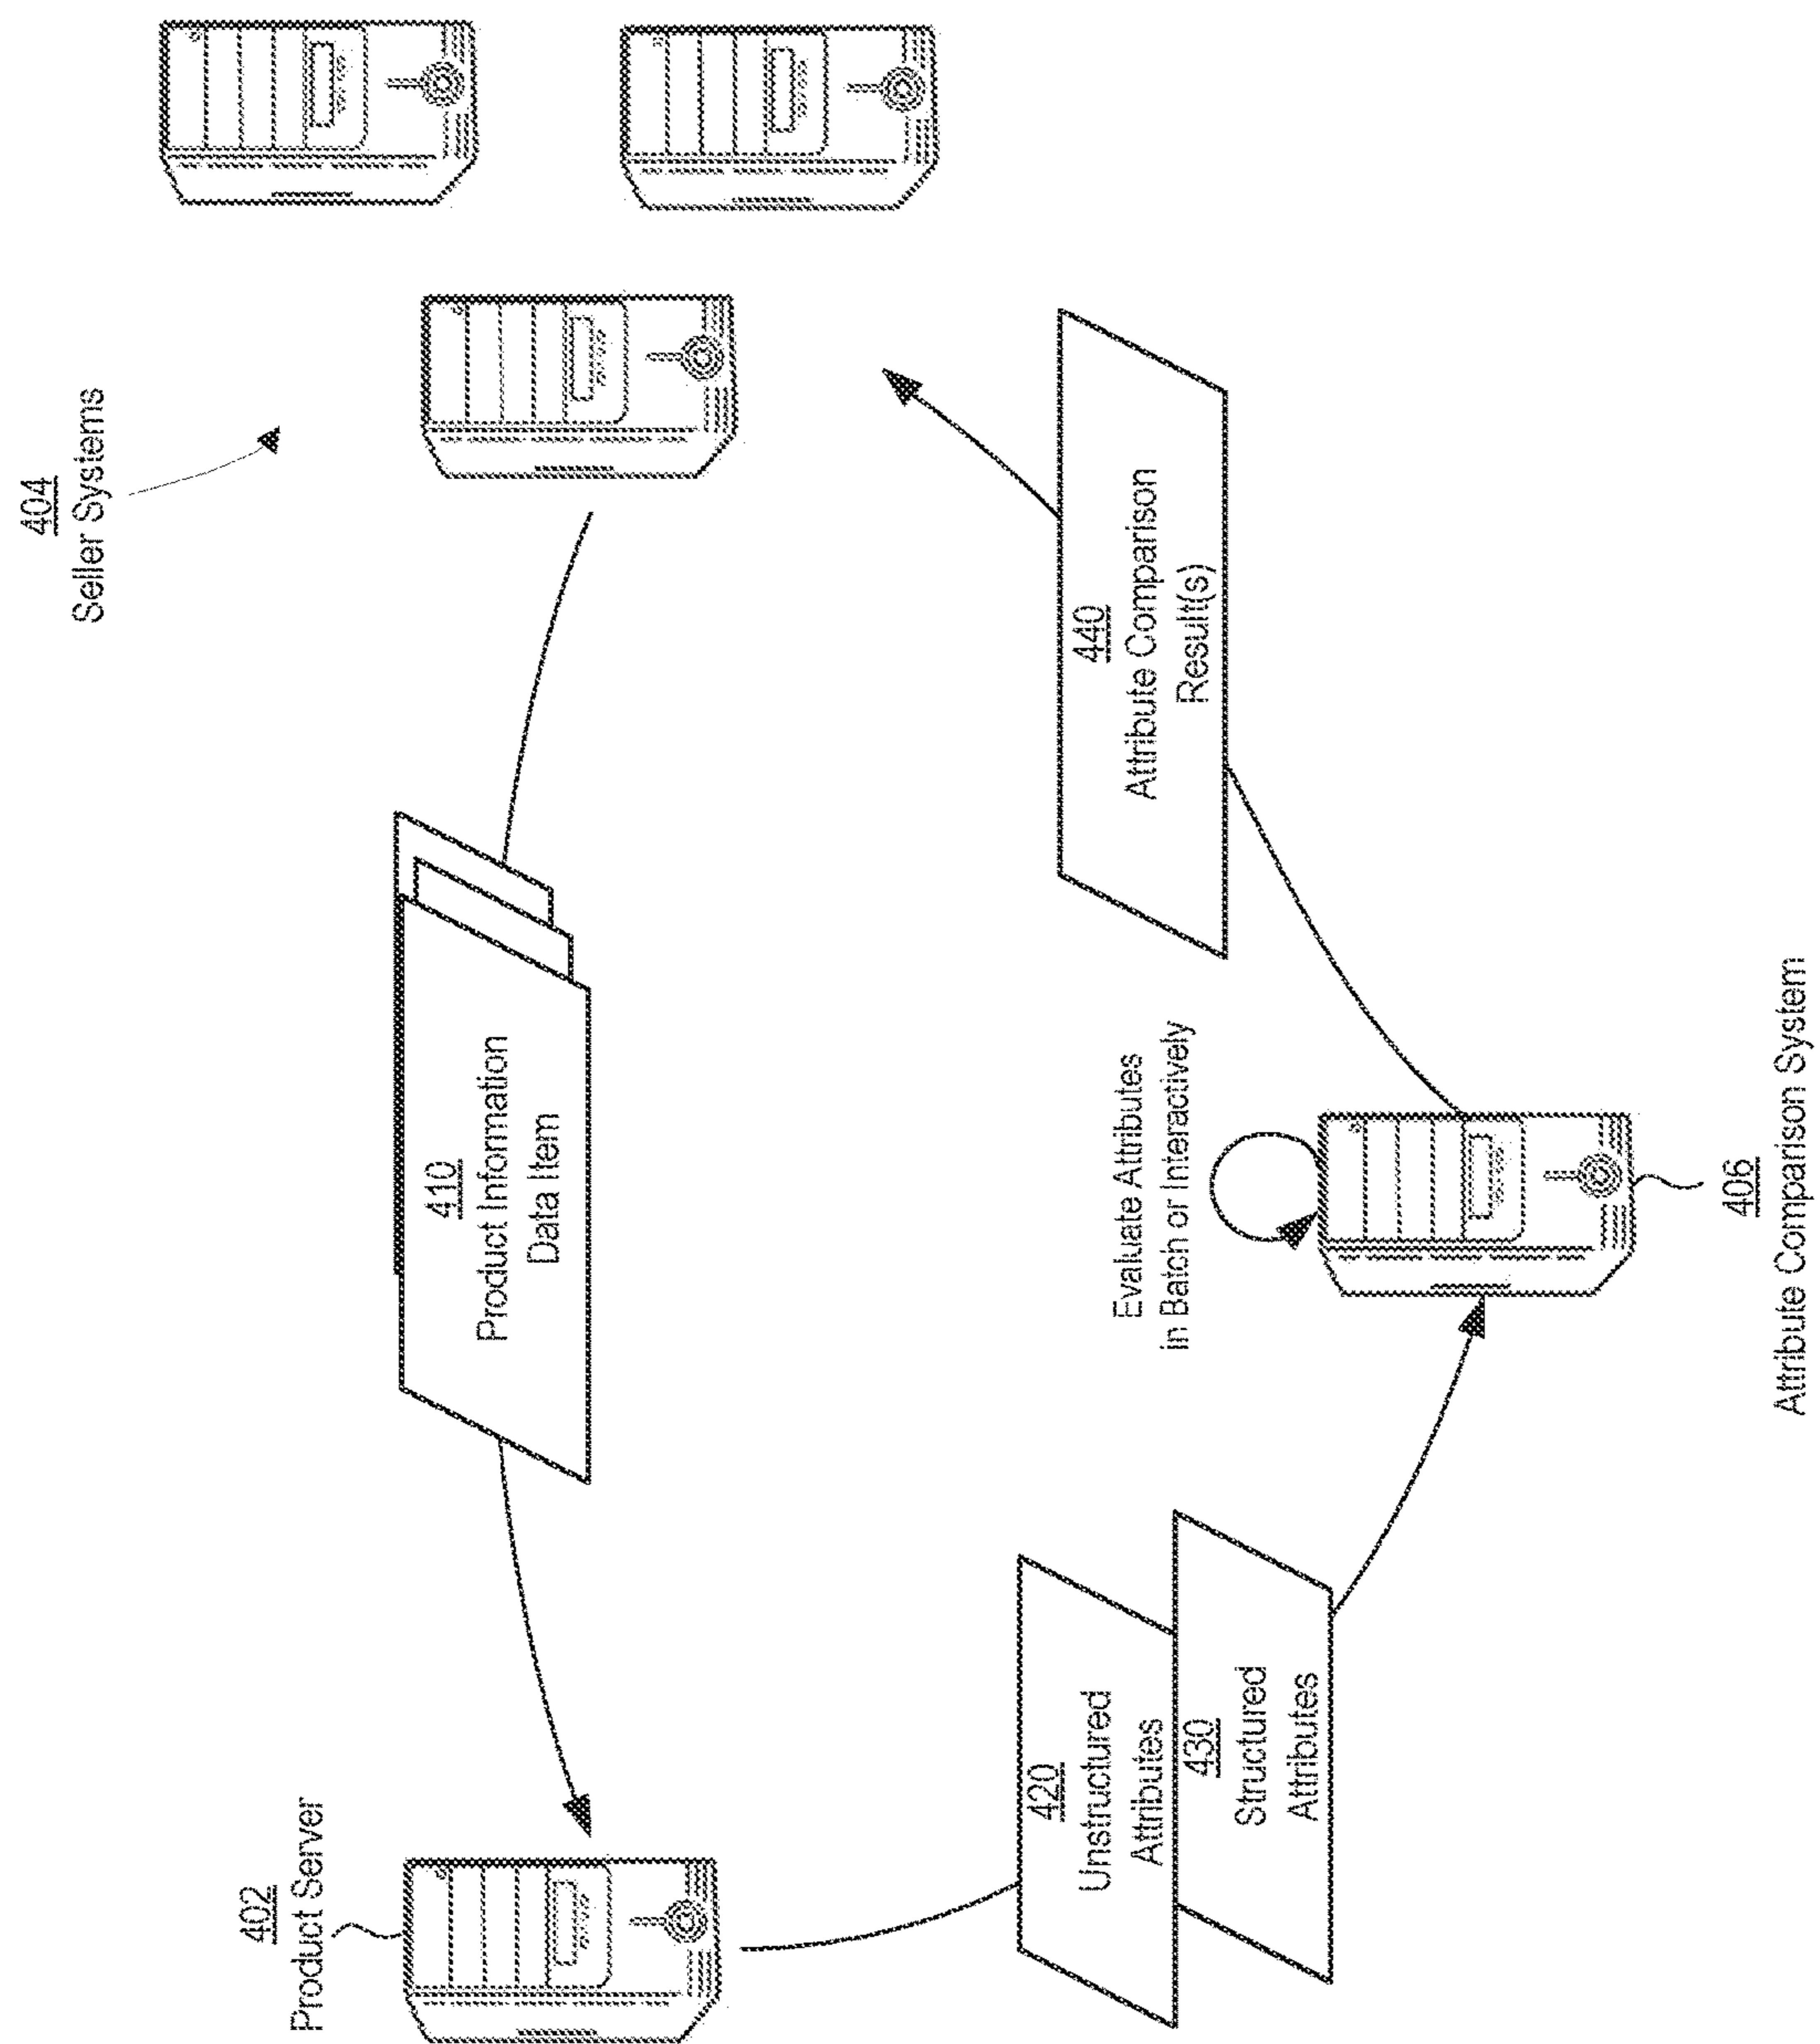 404
Seller Systems
402
Product Server
410
Product Information
Data Item
420
Unstructured
Attributes
430
Structured
Attributes
Evaluate Attributes
in Batch or Interactively
440
Attribute Comparison
Result(s)
406
Attribute Comparison System